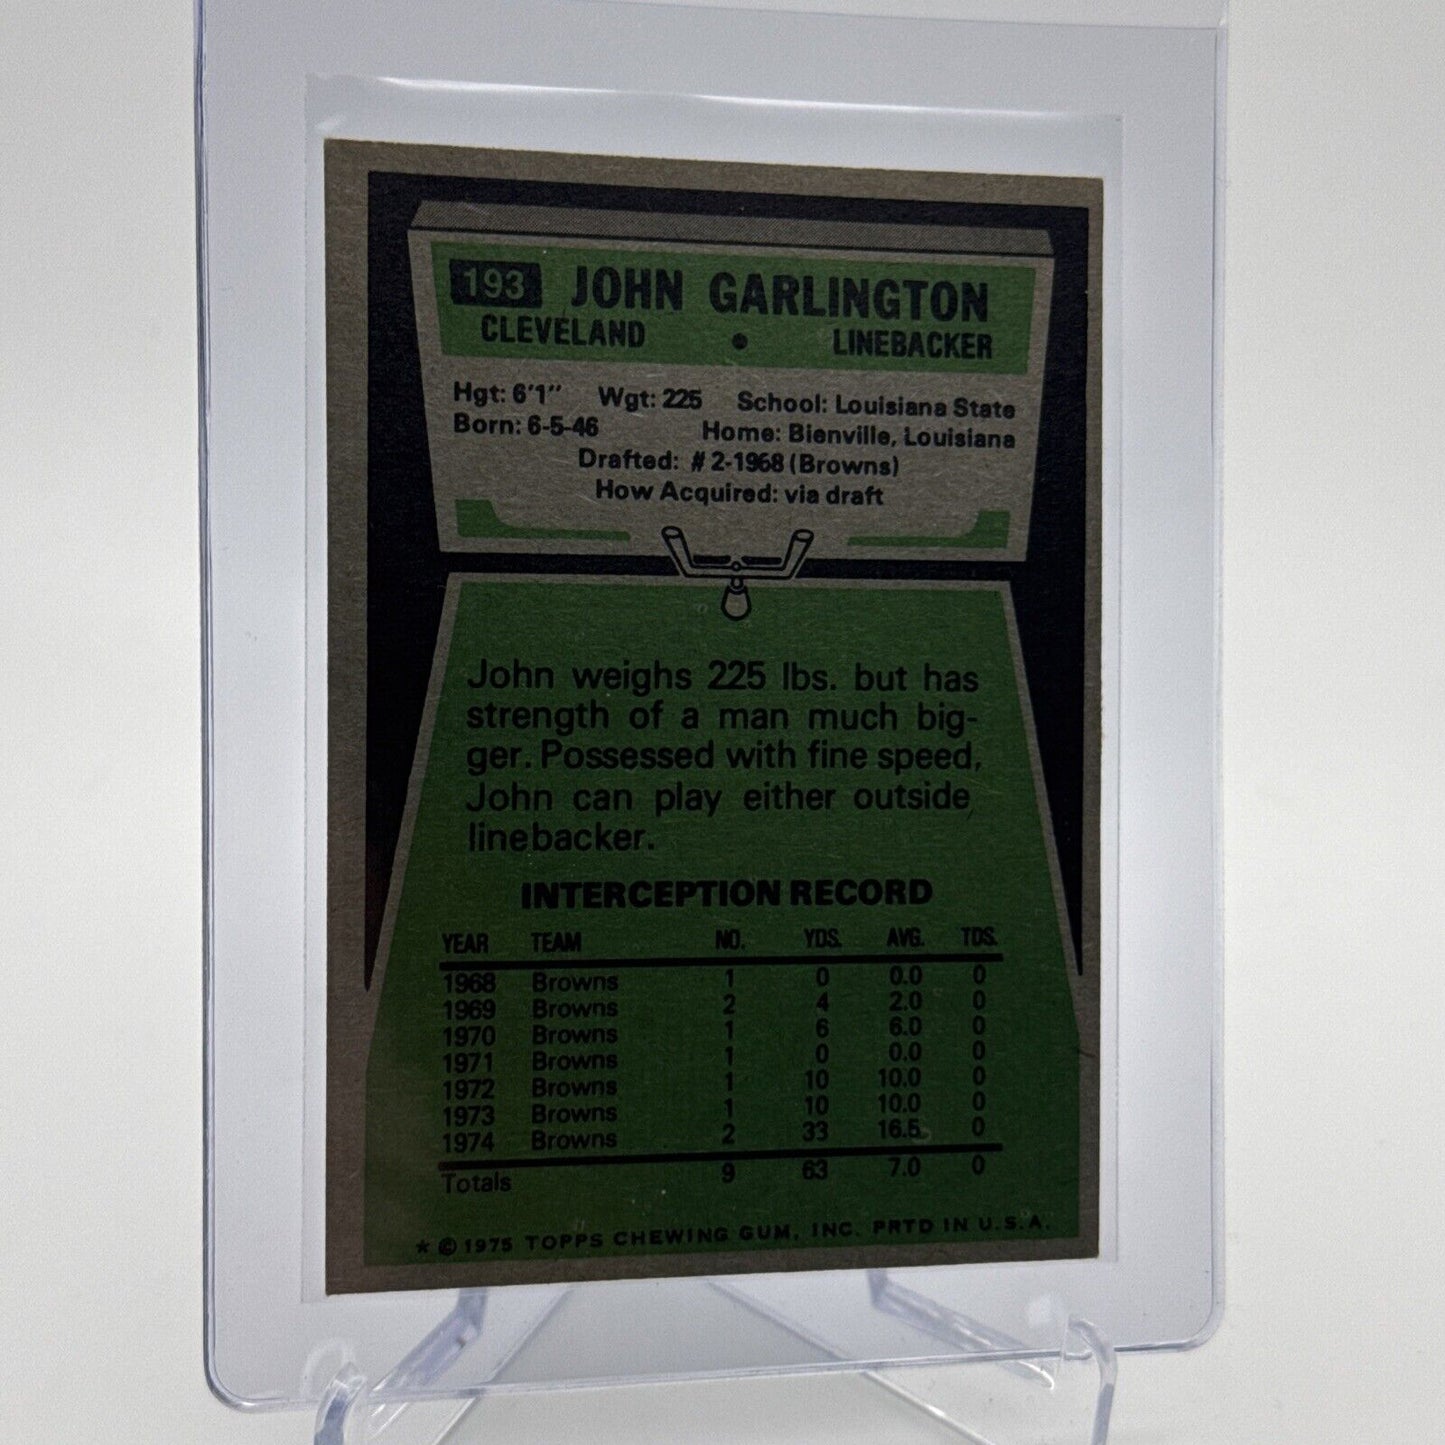 193 JOHN GARLINGTON
CLEVELAND • LINEBACKER
Hgt: 6'1" Wgt: 225 School: Louisiana State
Born: 6-5-46 Home: Bienville, Louisiana
Drafted: #2-1968 (Browns)
How Acquired: via draft
John weighs 225 lbs. but has
strength of a man much big-
ger. Possessed with fine speed,
John can play either outside
linebacker.
INTERCEPTION RECORD
YEAR TEAM NO. YDS. AVG. TDS.
1968 Browns 1 0 0.0 0
1969 Browns 2 4 2.0 0
1970 Browns 1 6 6.0 0
1971 Browns 1 0 0.0 0
1972 Browns 1 10 10.0 0
1973 Browns 1 10 10.0 0
1974 Browns 2 33 16.5 0
Totals 9 63 7.0 0
★ © 1975 TOPPS CHEWING GUM, INC. PRTD IN U.S.A.